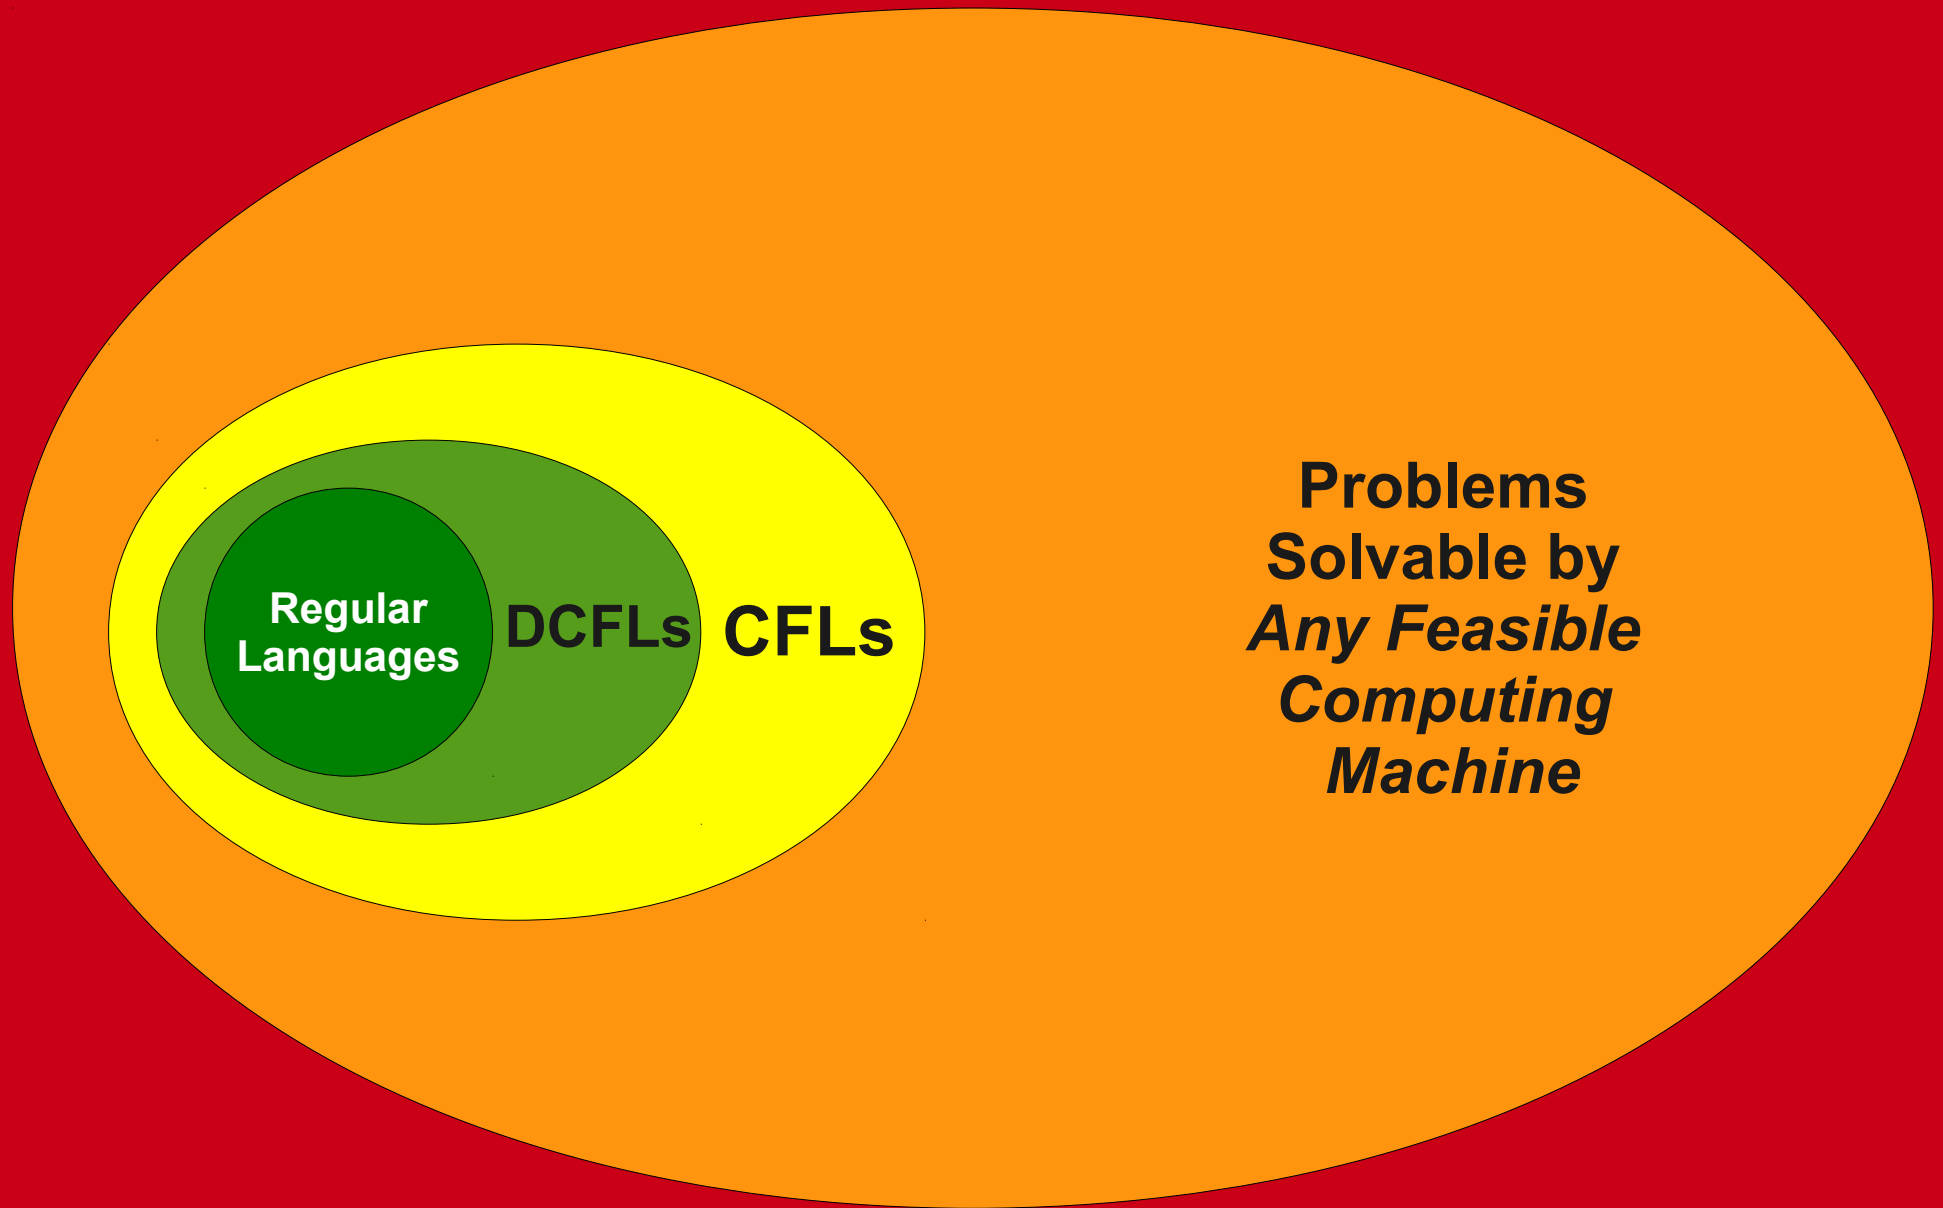 Regular
Languages
DCFLs
CFLs
Problems
Solvable by
Any Feasible
Computing
Machine